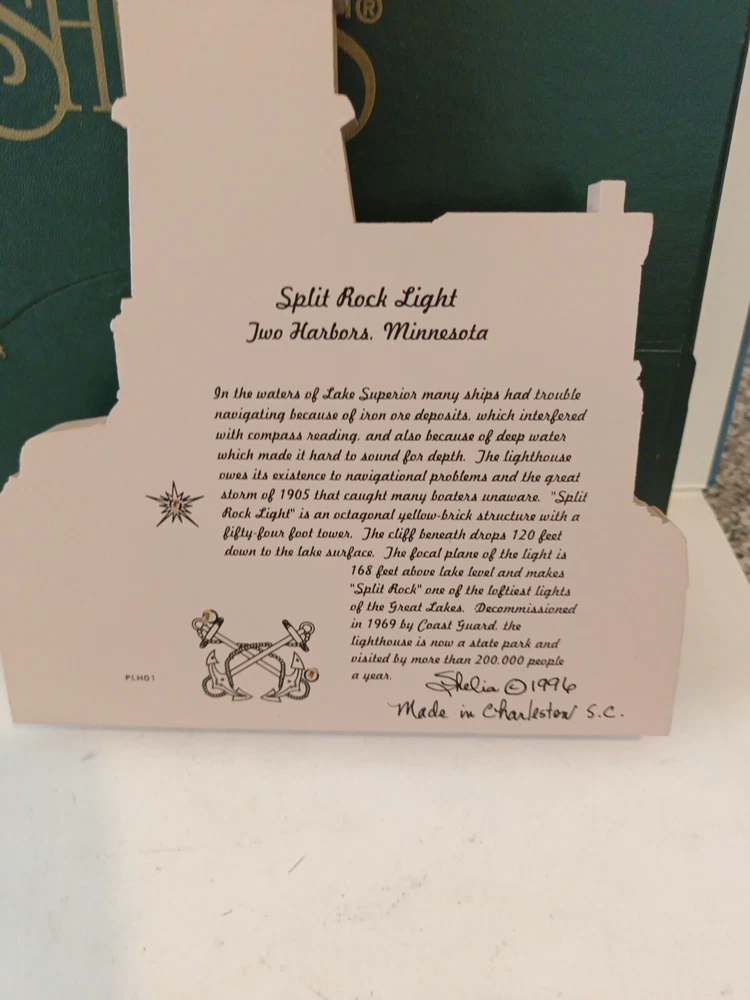 SH
S®
Split Rock Light
Two Harbors, Minnesota
In the waters of Lake Superior many ships had trouble
navigating because of iron ore deposits, which interfered
with compass reading, and also because of deep water
which made it hard to sound for depth. The lighthouse
owes its existence to navigational problems and the great
storm of 1905 that caught many boaters unaware. "Split
Rock Light" is an octagonal yellow-brick structure with a
fifty-four foot tower. The cliff beneath drops 120 feet
down to the lake surface. The focal plane of the light is
168 feet above lake level and makes
"Split Rock" one of the loftiest lights
of the Great Lakes. Decommissioned
in 1969 by Coast Guard, the
lighthouse is now a state park and
visited by more than 200,000 people
a year.
Shelia © 1996
Made in Charleston S.C.
PLH01